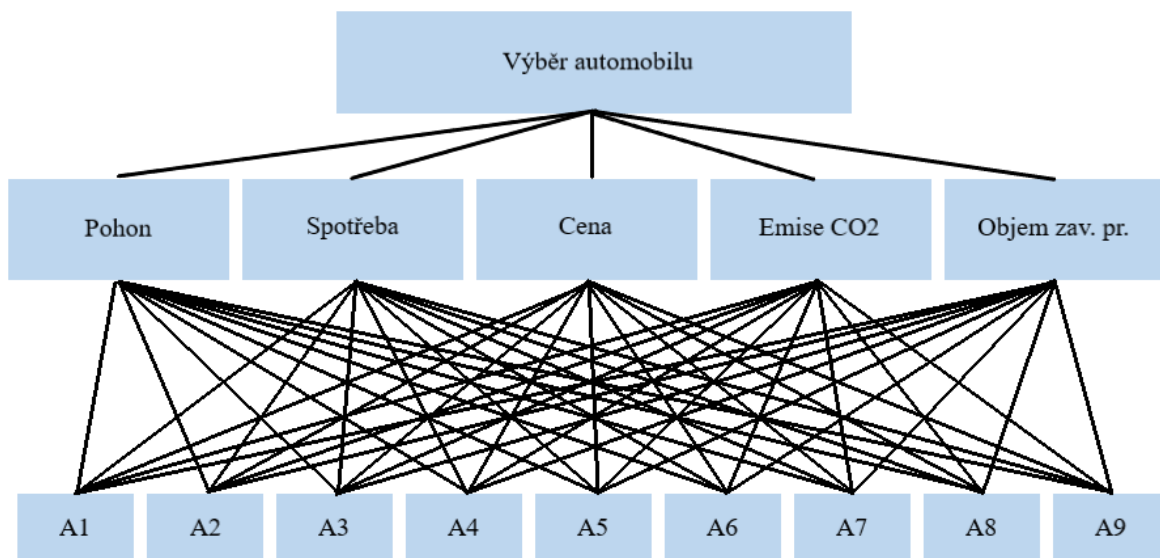 Výběr automobilu
Pohon
Spotřeba
Cena
Emise CO2
Objem zav. pr.
A1
A2
A3
A4
A5
A6
A7
A8
A9